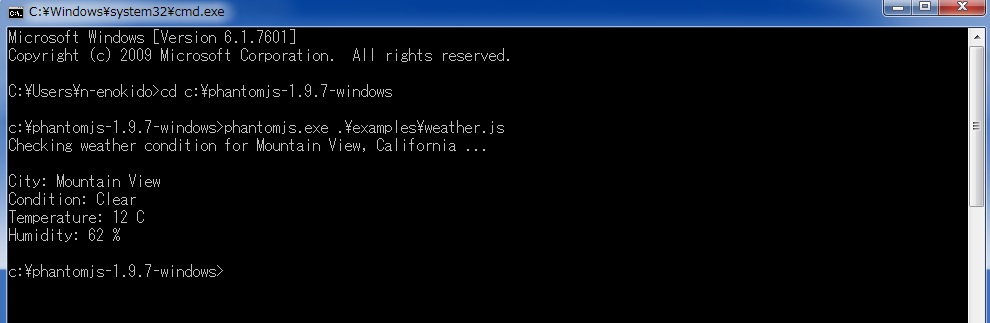 C:¥Windows¥system32¥cmd.exe
Microsoft Windows [Version 6.1.7601]
Copyright (c) 2009 Microsoft Corporation.  All rights reserved.
C:¥Users¥n-enokido>cd c:¥phantomjs-1.9.7-windows
c:¥phantomjs-1.9.7-windows>phantomjs.exe .¥examples¥weather.js
Checking weather condition for Mountain View, California ...
City: Mountain View
Condition: Clear
Temperature: 12 C
Humidity: 62 %
c:¥phantomjs-1.9.7-windows>